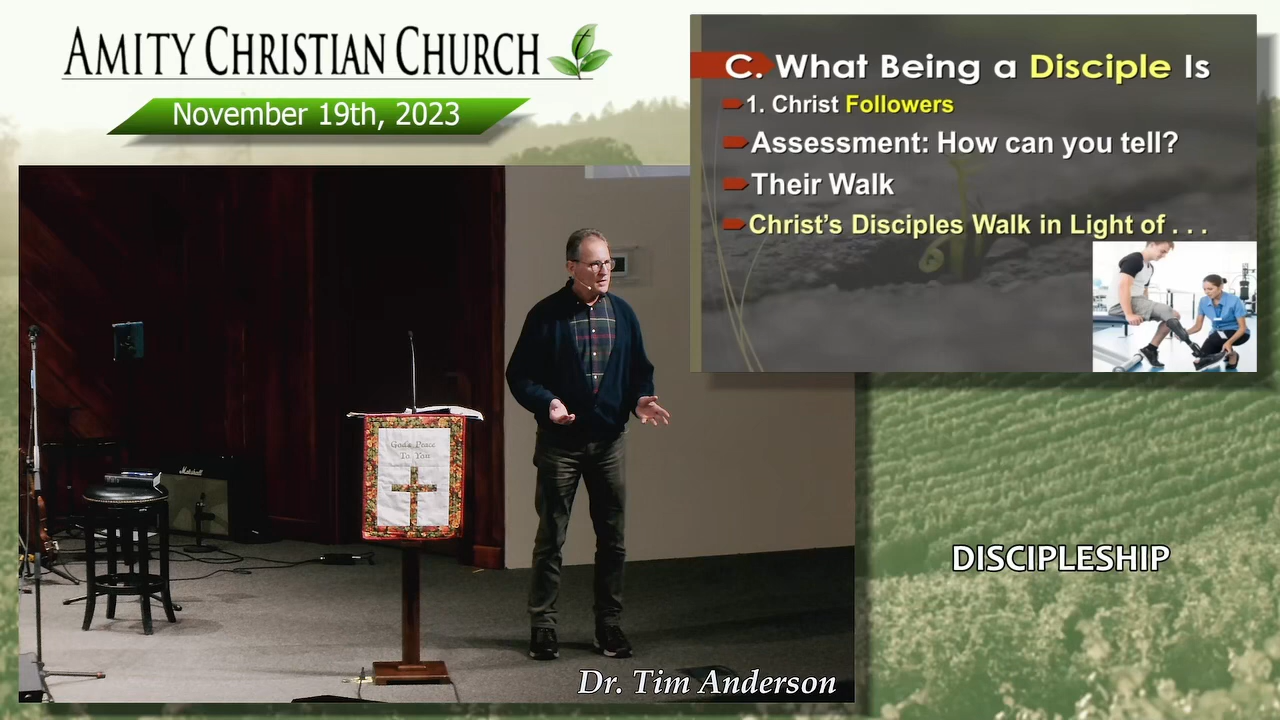 AMITY CHRISTIAN CHURCH
November 19th, 2023
C. What Being a Disciple Is
1. Christ Followers
Assessment: How can you tell?
Their Walk
Christ's Disciples Walk in Light of . . .
Marshall
God's Peace
To You
DISCIPLESHIP
Dr. Tim Anderson